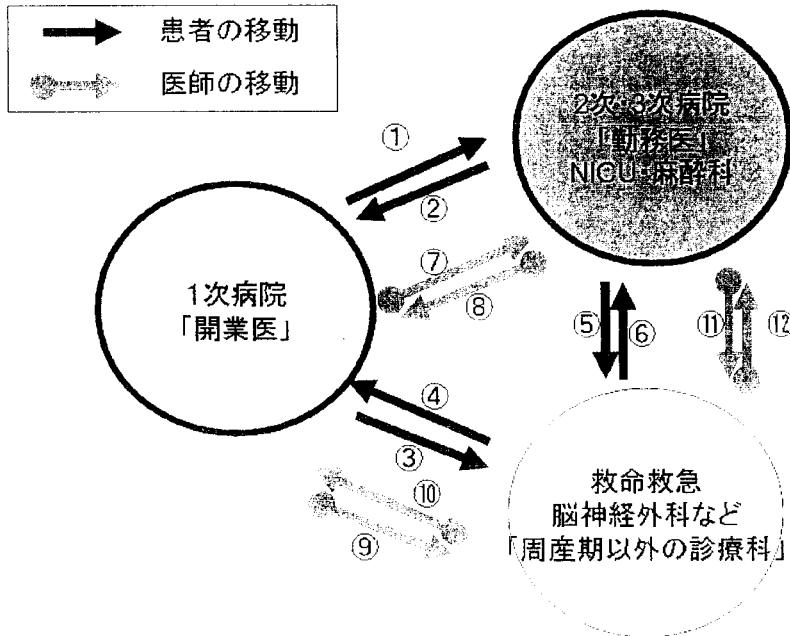 患者の移動
医師の移動
2次・3次病院
「勤務医」
NICU・麻酔科
①
②
1次病院
「開業医」
⑦
⑧
⑤
⑥
⑪
⑫
④
③
⑩
⑨
救命救急
脳神経外科など
「周産期以外の診療科」